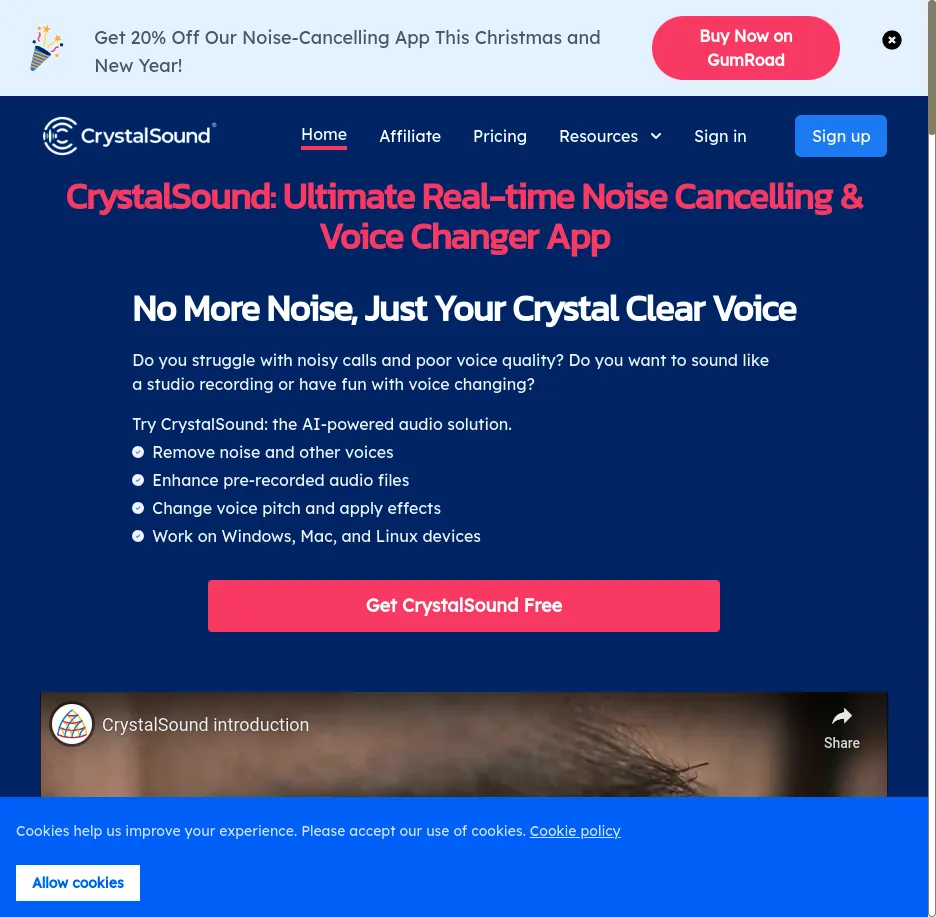 Get 20% Off Our Noise-Cancelling App This Christmas and
New Year!
Buy Now on
GumRoad
CrystalSound®
Home
Affiliate
Pricing
Resources
Sign in
Sign up
CrystalSound: Ultimate Real-time Noise Cancelling &
Voice Changer App
No More Noise, Just Your Crystal Clear Voice
Do you struggle with noisy calls and poor voice quality? Do you want to sound like
a studio recording or have fun with voice changing?
Try CrystalSound: the AI-powered audio solution.
Remove noise and other voices
Enhance pre-recorded audio files
Change voice pitch and apply effects
Work on Windows, Mac, and Linux devices
Get CrystalSound Free
CrystalSound introduction
Share
Cookies help us improve your experience. Please accept our use of cookies. Cookie policy
Allow cookies